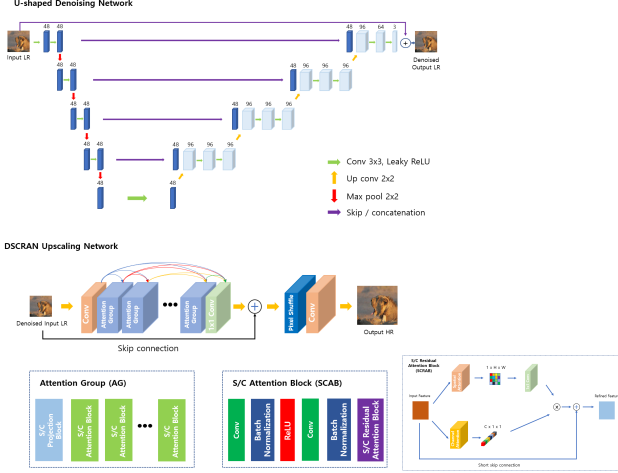 U-shaped Denoising Network
48 48
48 96 64 3
Input LR
Denoised
Output LR
48 48
48 96 96 96
48 48
48 96 96 96
48 48
48 96 96 96
48
48
Conv 3x3, Leaky ReLU
Up conv 2x2
Max pool 2x2
Skip / concatenation
DSCRAN Upscaling Network
Denoised Input LR
Conv
Attention Group
Attention Group
Attention Group
1x1 Conv
Pixel Shuffle
Conv
Output HR
Skip connection
Attention Group (AG)
S/C Projection Block
S/C Attention Block
S/C Attention Block
S/C Attention Block
S/C Attention Block (SCAB)
Conv
Batch Normalization
ReLU
Conv
Batch Normalization
S/C Residual Attention Block
S/C Residual
Attention Block
(SCRAB)
1 x H x W
Input Feature
Refined Feature
C x 1 x 1
Short skip connection